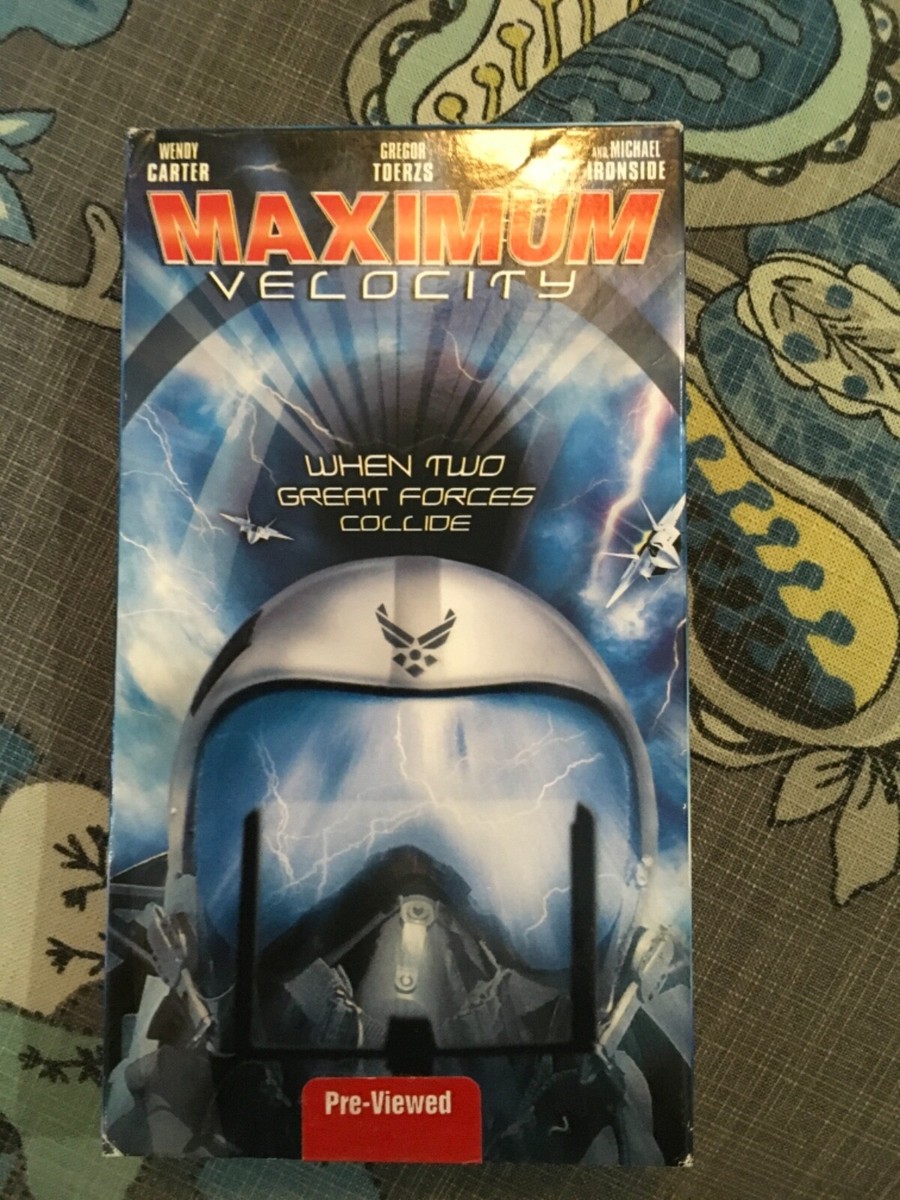 WENDY
CARTER
GREGOR
TOERZS
AND MICHAEL
IRONSIDE
MAXIMUM
VELOCITY
WHEN TWO
GREAT FORCES
COLLIDE
Pre-Viewed